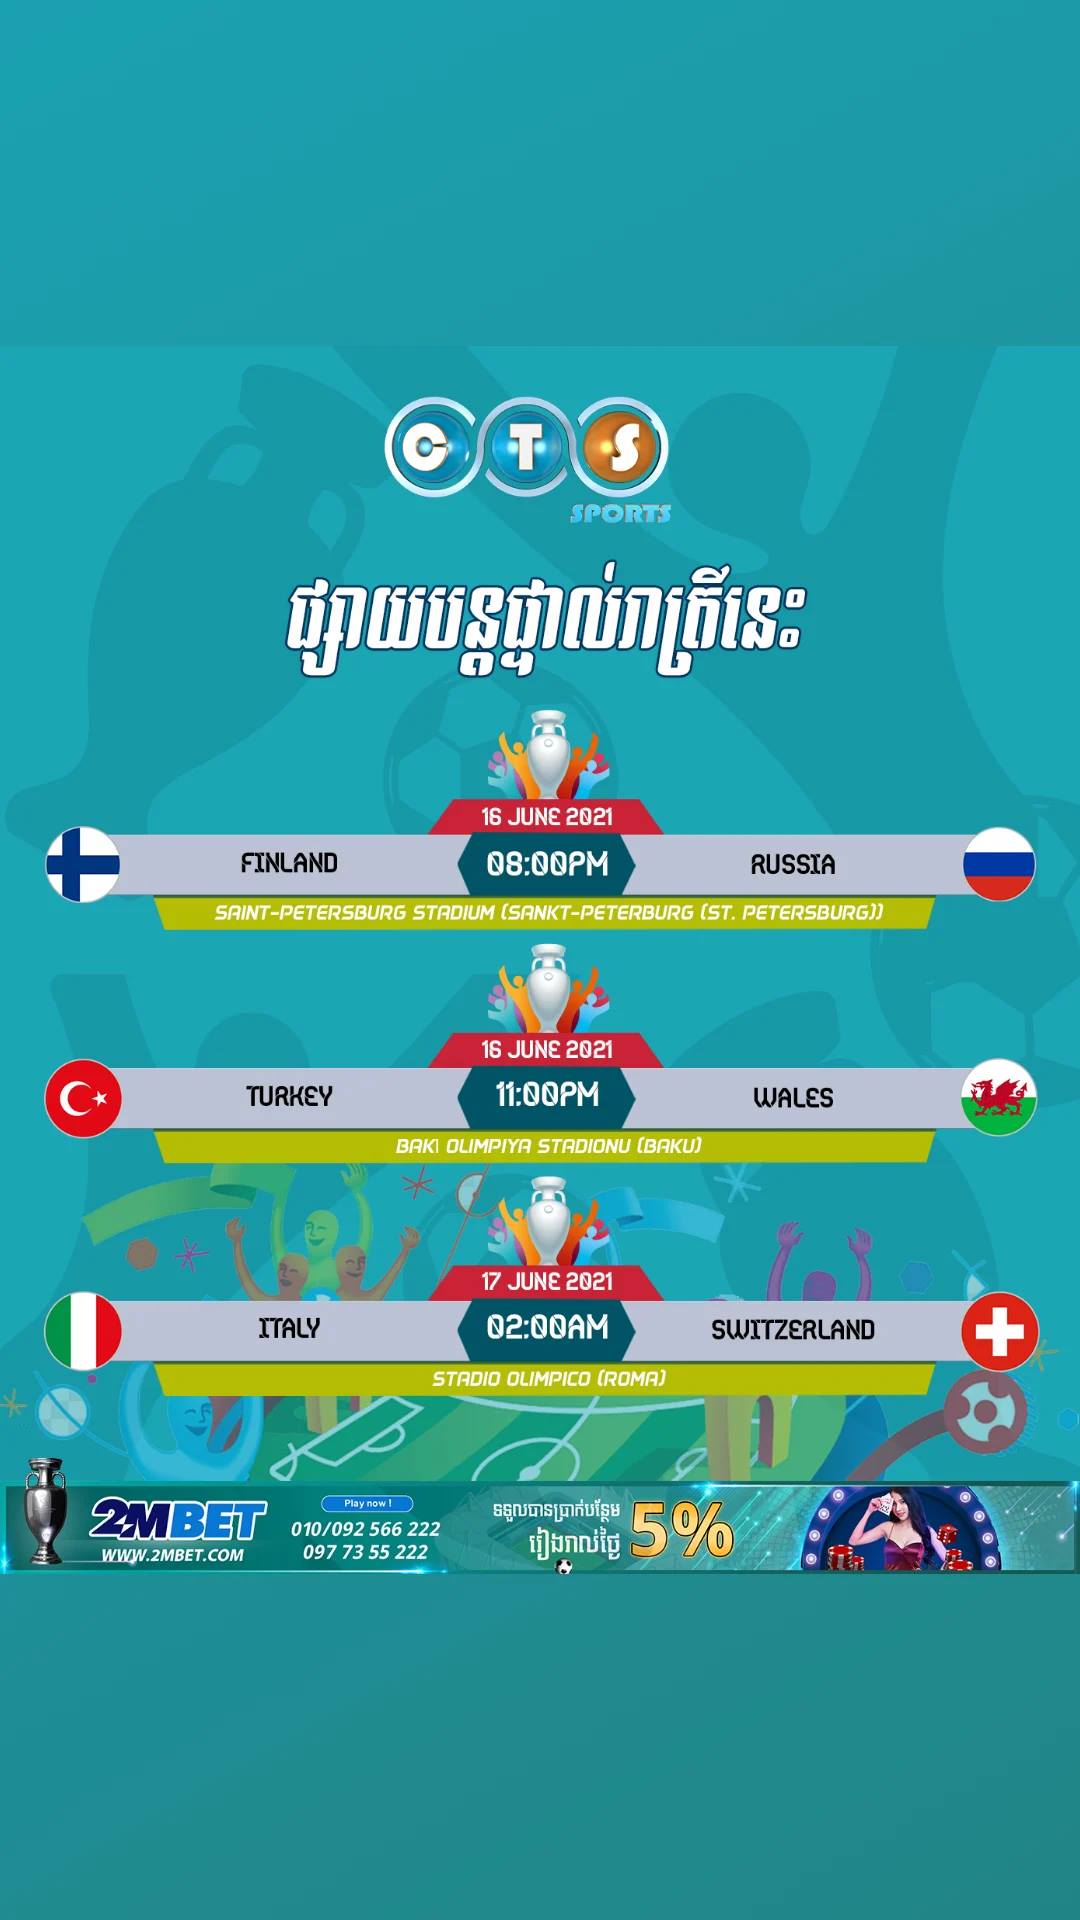 CTS
SPORTS
ផ្សាយបន្តផ្ទាល់រាត្រីនេះ
16 JUNE 2021
FINLAND 08:00PM RUSSIA
SAINT-PETERSBURG STADIUM (SANKT-PETERBURG (ST. PETERSBURG))
16 JUNE 2021
TURKEY 11:00PM WALES
BAKI OLIMPIYA STADIONU (BAKU)
17 JUNE 2021
ITALY 02:00AM SWITZERLAND
STADIO OLIMPICO (ROMA)
2MBET
WWW.2MBET.COM
Play now !
010/092 566 222
097 73 55 222
ទទួលបានប្រាក់បន្ថែម
រៀងរាល់ថ្ងៃ 5%